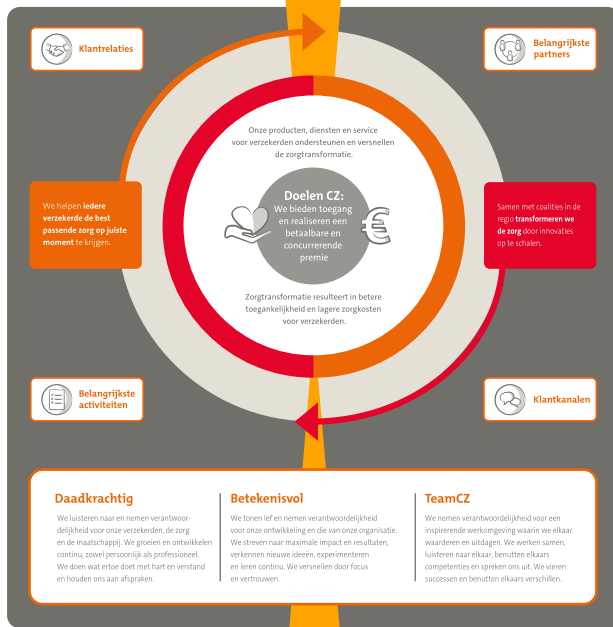 Klantrelaties
Belangrijkste
partners
Onze producten, diensten en service
voor verzekerden ondersteunen en versnellen
de zorgtransformatie.
We helpen iedere
verzekerde de best
passende zorg op juiste
moment te krijgen.
Doelen CZ:
We bieden toegang
en realiseren een
betaalbare en
concurrerende
premie
€
Samen met coalities in de
regio transformeren we
de zorg door innovaties
op te schalen.
Zorgtransformatie resulteert in betere
toegankelijkheid en lagere zorgkosten
voor verzekerden.
Belangrijkste
activiteiten
Klantkanalen
Daadkrachtig
We luisteren naar en nemen verantwoor-
delijkheid voor onze verzekerden, de zorg
en de maatschappij. We groeien en ontwikkelen
continu, zowel persoonlijk als professioneel.
We doen wat ertoe doet met hart en verstand
en houden ons aan afspraken.
Betekenisvol
We tonen lef en nemen verantwoordelijkheid
voor onze ontwikkeling en die van onze organisatie.
We streven naar maximale impact en resultaten,
verkennen nieuwe ideeën, experimenteren
en leren continu. We versnellen door focus
en vertrouwen.
TeamCZ
We nemen verantwoordelijkheid voor een
inspirerende werkomgeving waarin we elkaar
waarderen en uitdagen. We werken samen,
luisteren naar elkaar, benutten elkaars
competenties en spreken ons uit. We vieren
successen en benutten elkaars verschillen.